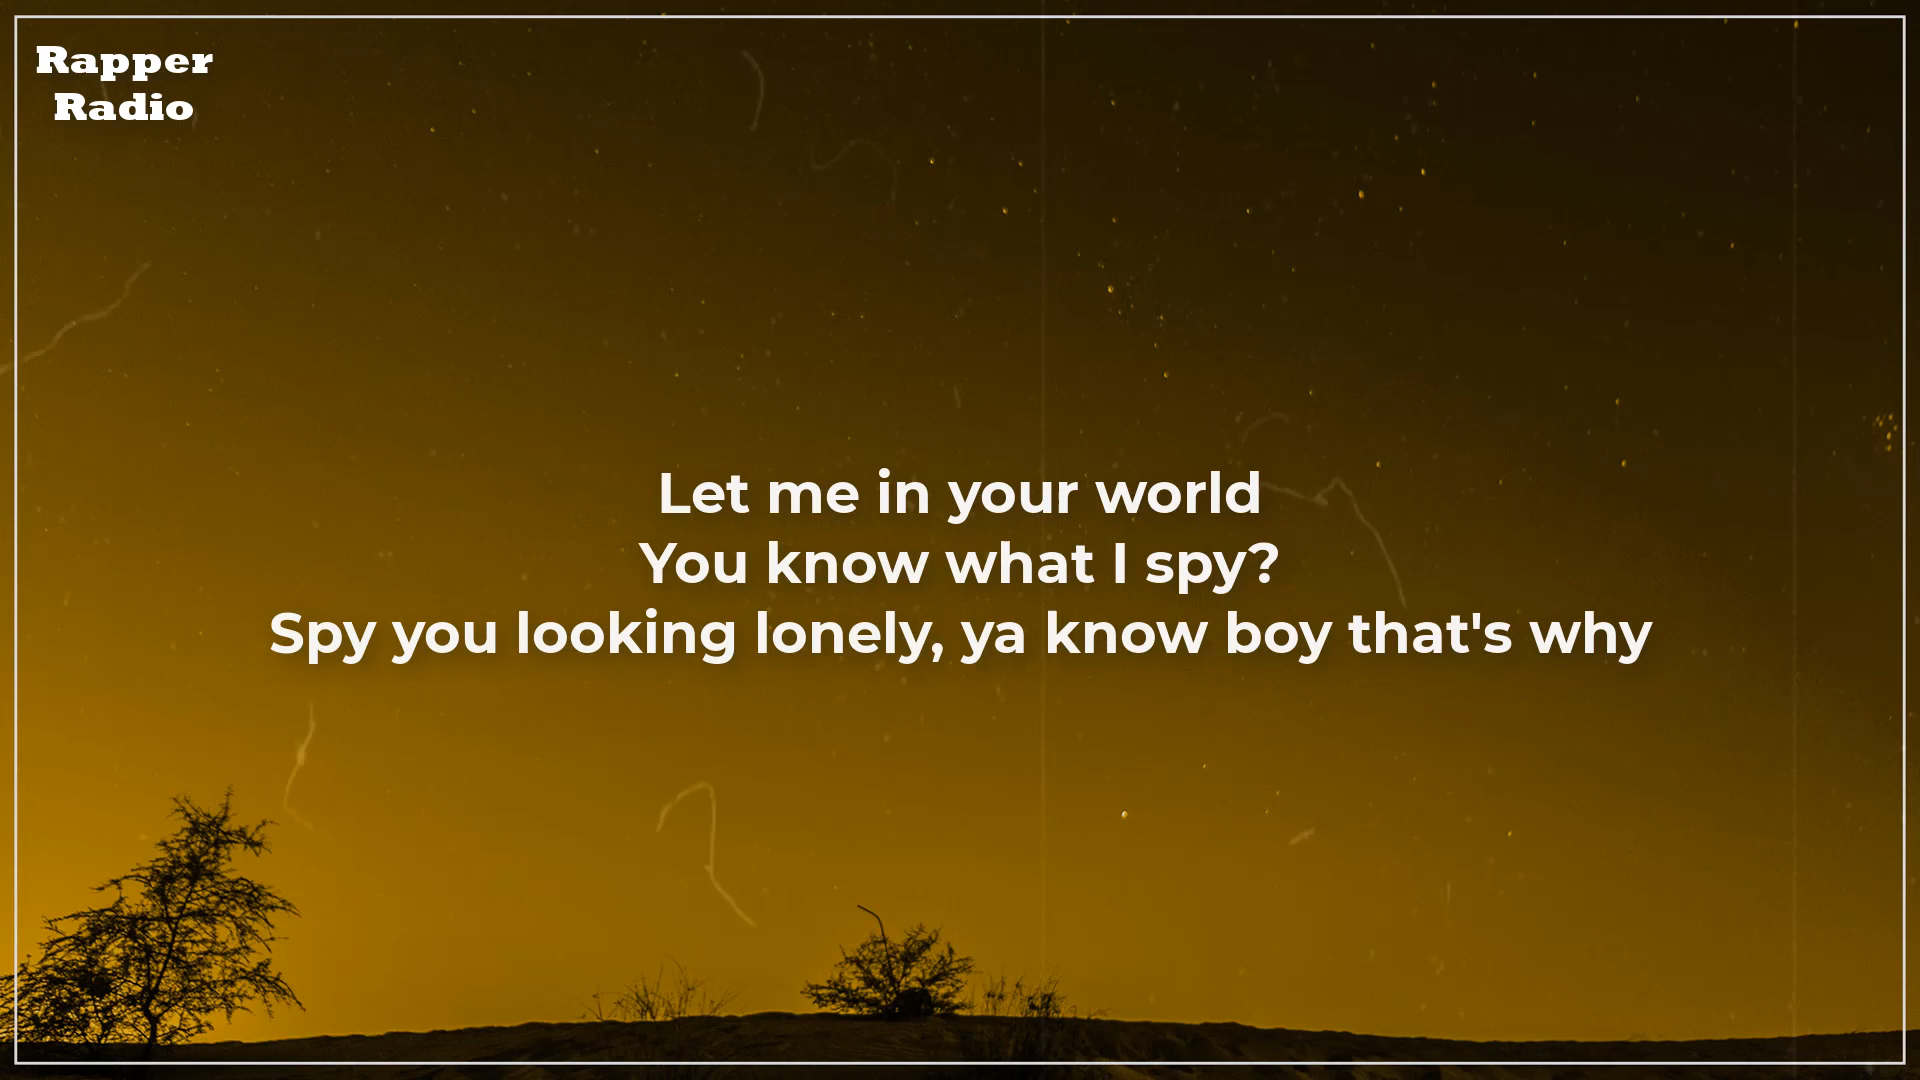 Rapper
Radio
Let me in your world
You know what I spy?
Spy you looking lonely, ya know boy that's why